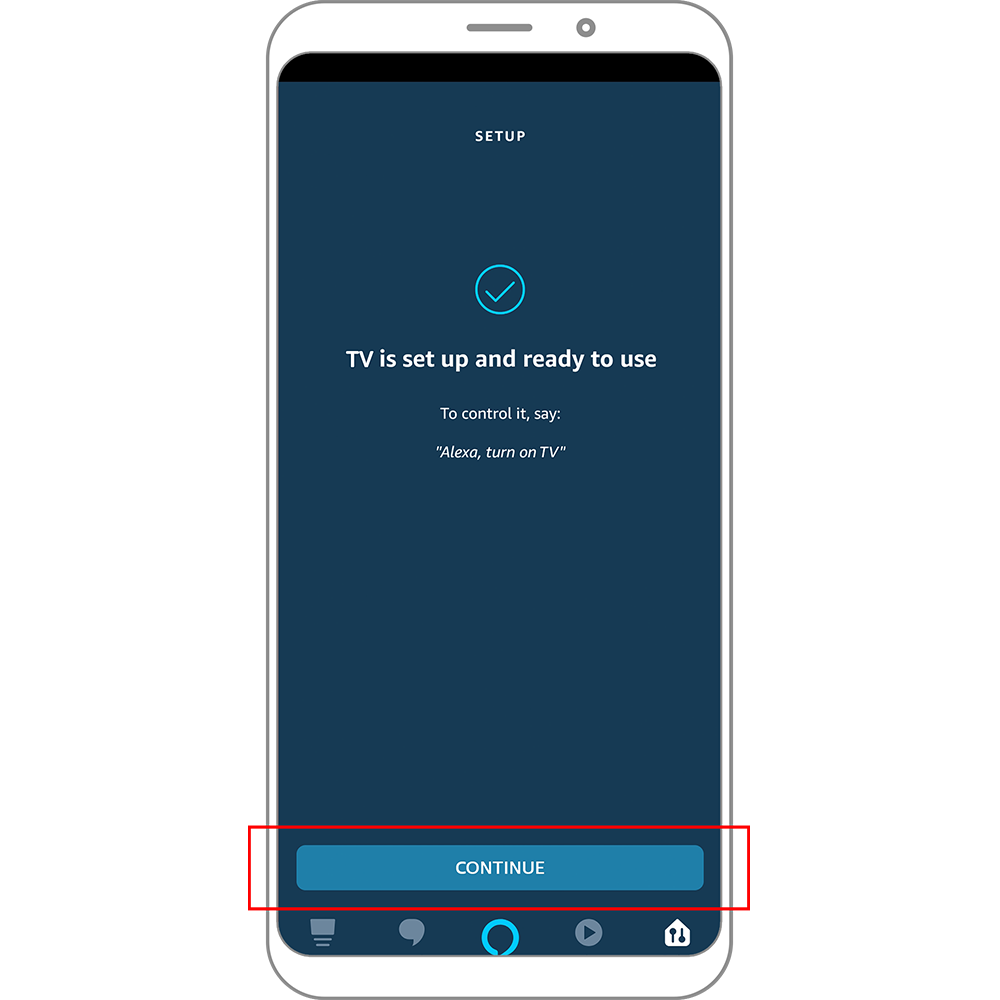 SETUP
TV is set up and ready to use
To control it, say:
"Alexa, turn on TV"
CONTINUE